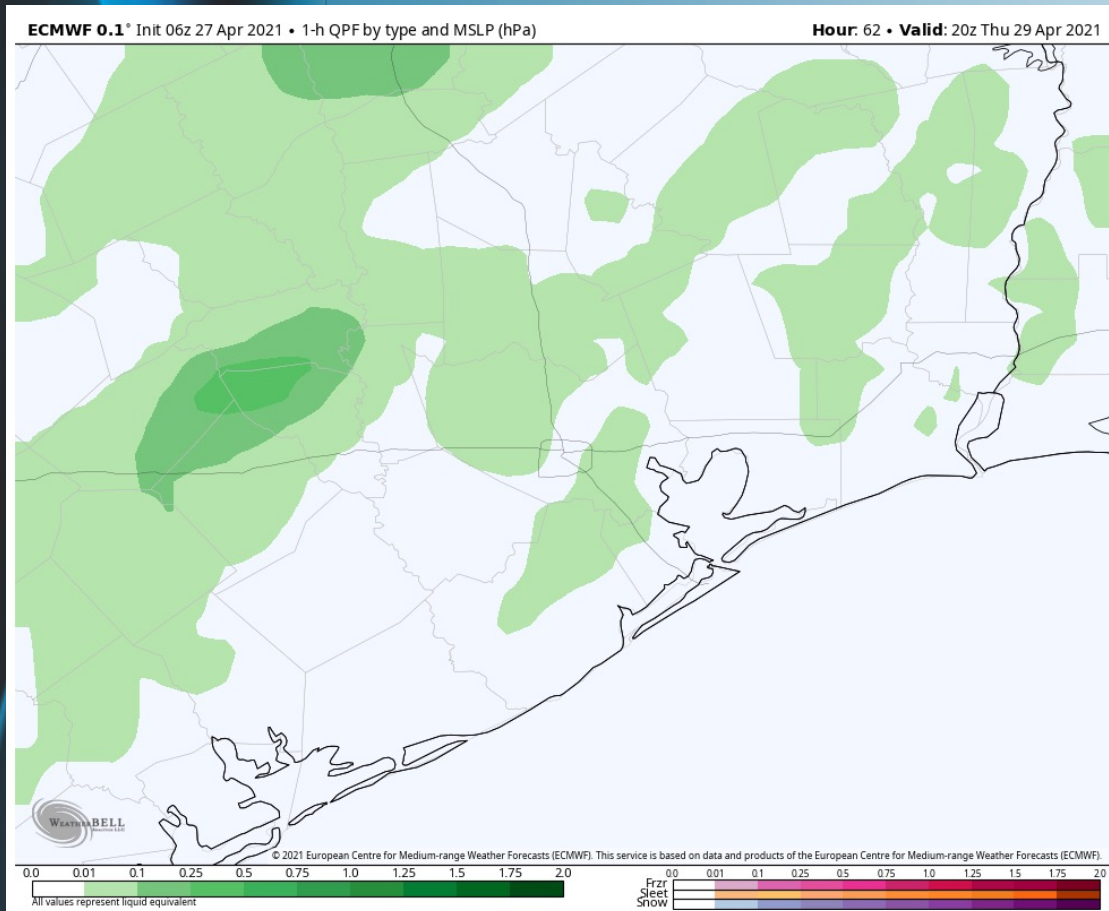 ECMWF 0.1° Init 06z 27 Apr 2021 • 1-h QPF by type and MSLP (hPa)
Hour: 62 • Valid: 20z Thu 29 Apr 2021
WEATHERBELL
© 2021 European Centre for Medium-range Weather Forecasts (ECMWF). This service is based on data and products of the European Centre for Medium-range Weather Forecasts (ECMWF).
0.0 0.01 0.1 0.25 0.5 0.75 1.0 1.25 1.5 1.75 2.0
All values represent liquid equivalent
0.0 0.01 0.1 0.25 0.5 0.75 1.0 1.25 1.5 1.75 2.0
Frzr
Sleet
Snow